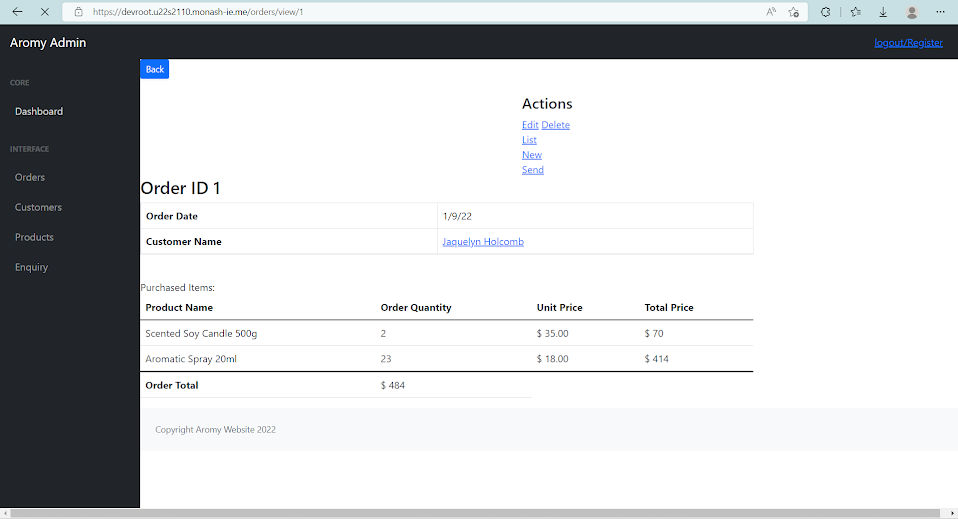 https://devroot.u22s2110.monash-ie.me/orders/view/1
Aromy Admin
logout/Register
CORE
Dashboard
INTERFACE
Orders
Customers
Products
Enquiry
Back
Actions
Edit Delete
List
New
Send
Order ID 1
Order Date 1/9/22
Customer Name Jaquelyn Holcomb
Purchased Items:
Product Name Order Quantity Unit Price Total Price
Scented Soy Candle 500g 2 $ 35.00 $ 70
Aromatic Spray 20ml 23 $ 18.00 $ 414
Order Total $ 484
Copyright Aromy Website 2022